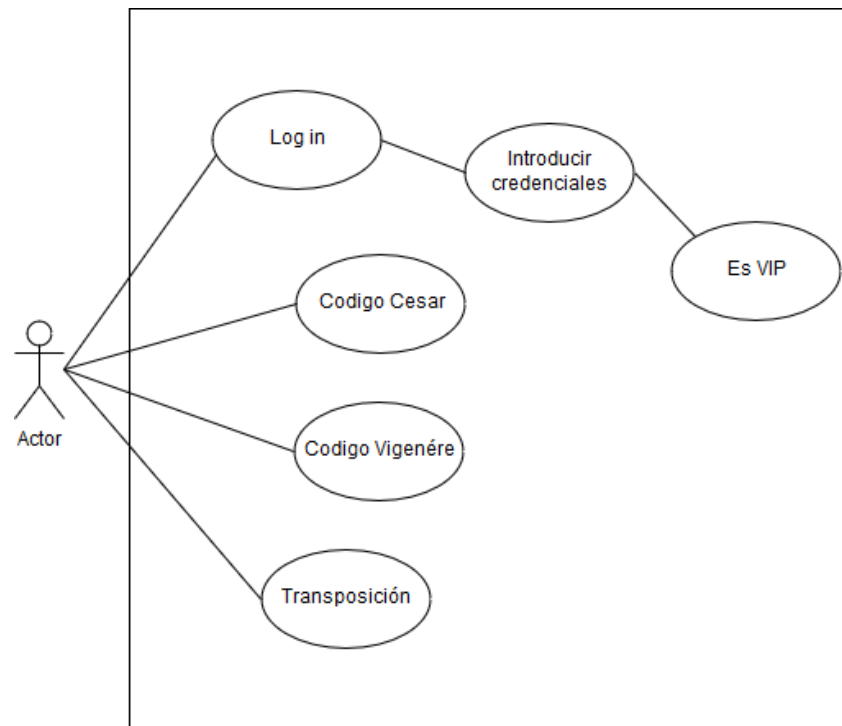 Log in
Introducir
credenciales
Es VIP
Codigo Cesar
Codigo Vigenére
Transposición
Actor